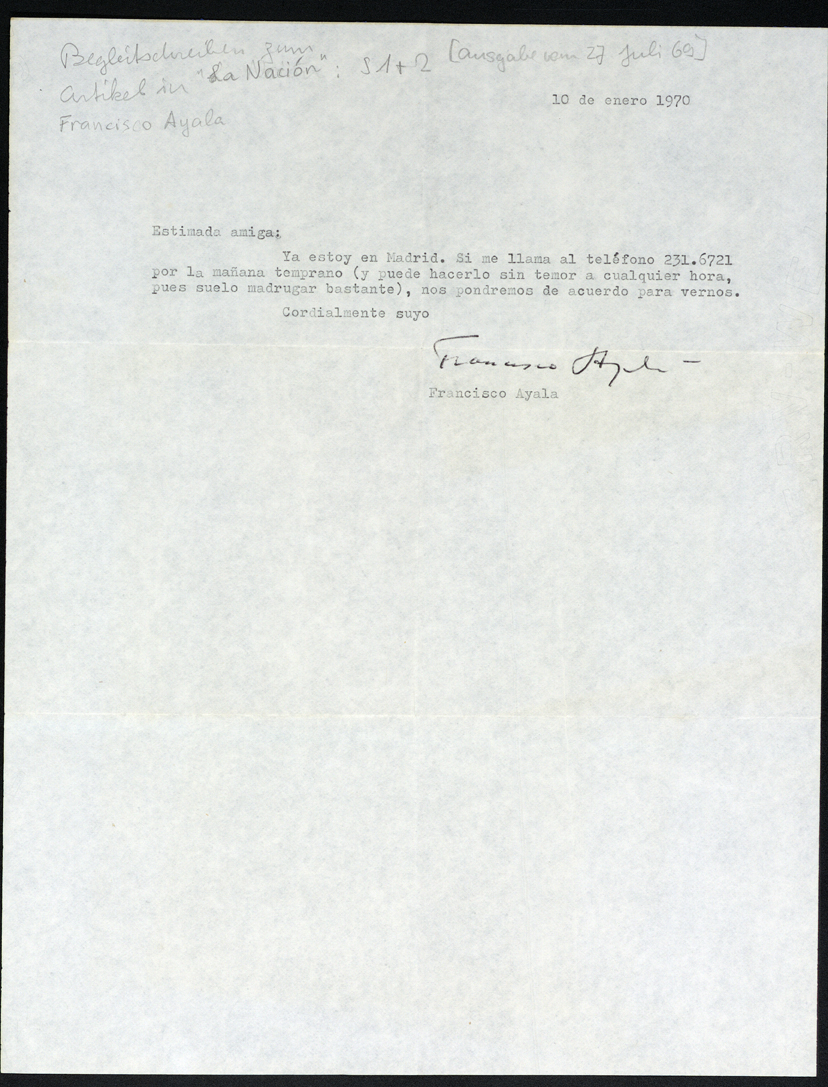 Begleitschreiben zum [Ausgabe vom 27 Juli 69]
Artikel in "La Nación": S 1+2
Francisco Ayala
10 de enero 1970
Estimada amiga:
Ya estoy en Madrid. Si me llama al teléfono 231.6721
por la mañana temprano (y puede hacerlo sin temor a cualquier hora,
pues suelo madrugar bastante), nos pondremos de acuerdo para vernos.
Cordialmente suyo
Francisco Ayala
Francisco Ayala